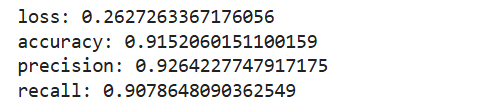 loss: 0.2627263367176056
accuracy: 0.9152060151100159
precision: 0.9264227747917175
recall: 0.9078648090362549